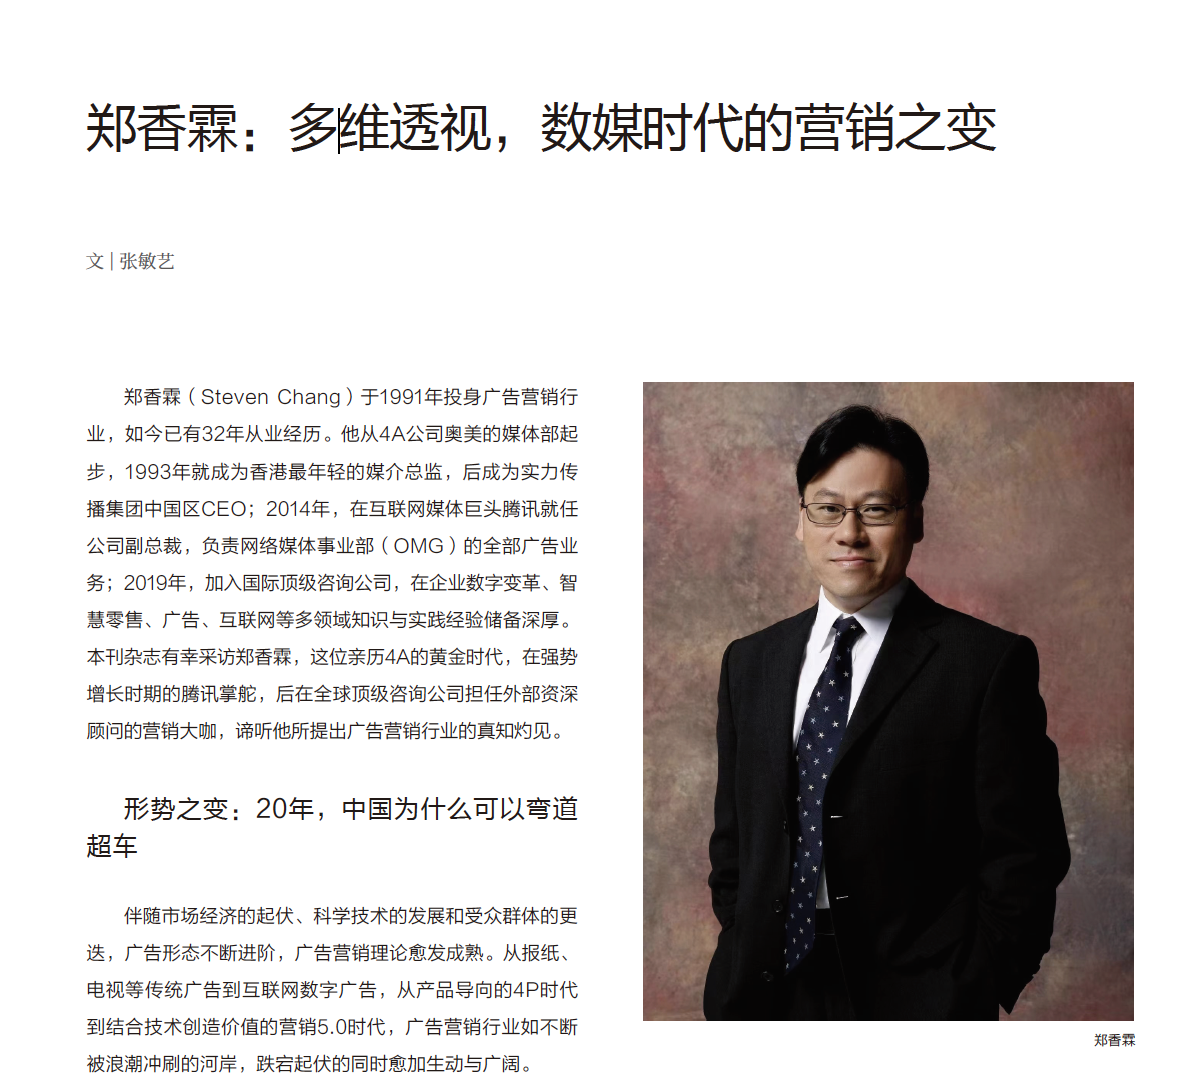 郑香霖：多维透视，数媒时代的营销之变
文 | 张敏艺
郑香霖（Steven Chang）于1991年投身广告营销行
业，如今已有32年从业经历。他从4A公司奥美的媒体部起
步，1993年就成为香港最年轻的媒介总监，后成为实力传
播集团中国区CEO；2014年，在互联网媒体巨头腾讯就任
公司副总裁，负责网络媒体事业部（OMG）的全部广告业
务；2019年，加入国际顶级咨询公司，在企业数字变革、智
慧零售、广告、互联网等多领域知识与实践经验储备深厚。
本刊杂志有幸采访郑香霖，这位亲历4A的黄金时代，在强势
增长时期的腾讯掌舵，后在全球顶级咨询公司担任外部资深
顾问的营销大咖，谛听他所提出广告营销行业的真知灼见。
形势之变：20年，中国为什么可以弯道
超车
伴随市场经济的起伏、科学技术的发展和受众群体的更
迭，广告形态不断进阶，广告营销理论愈发成熟。从报纸、
电视等传统广告到互联网数字广告，从产品导向的4P时代
到结合技术创造价值的营销5.0时代，广告营销行业如不断
被浪潮冲刷的河岸，跌宕起伏的同时愈加生动与广阔。
郑香霖